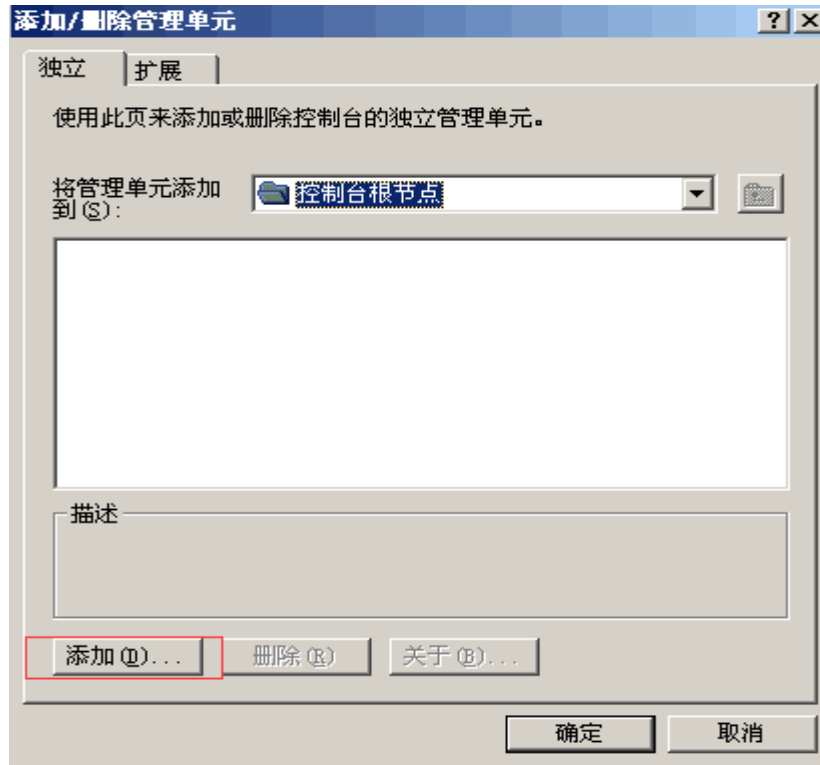 添加/删除管理单元
独立 扩展
使用此页来添加或删除控制台的独立管理单元。
将管理单元添加
到(S): 控制台根节点
描述
添加(D)... 删除(R) 关于(B)...
确定 取消